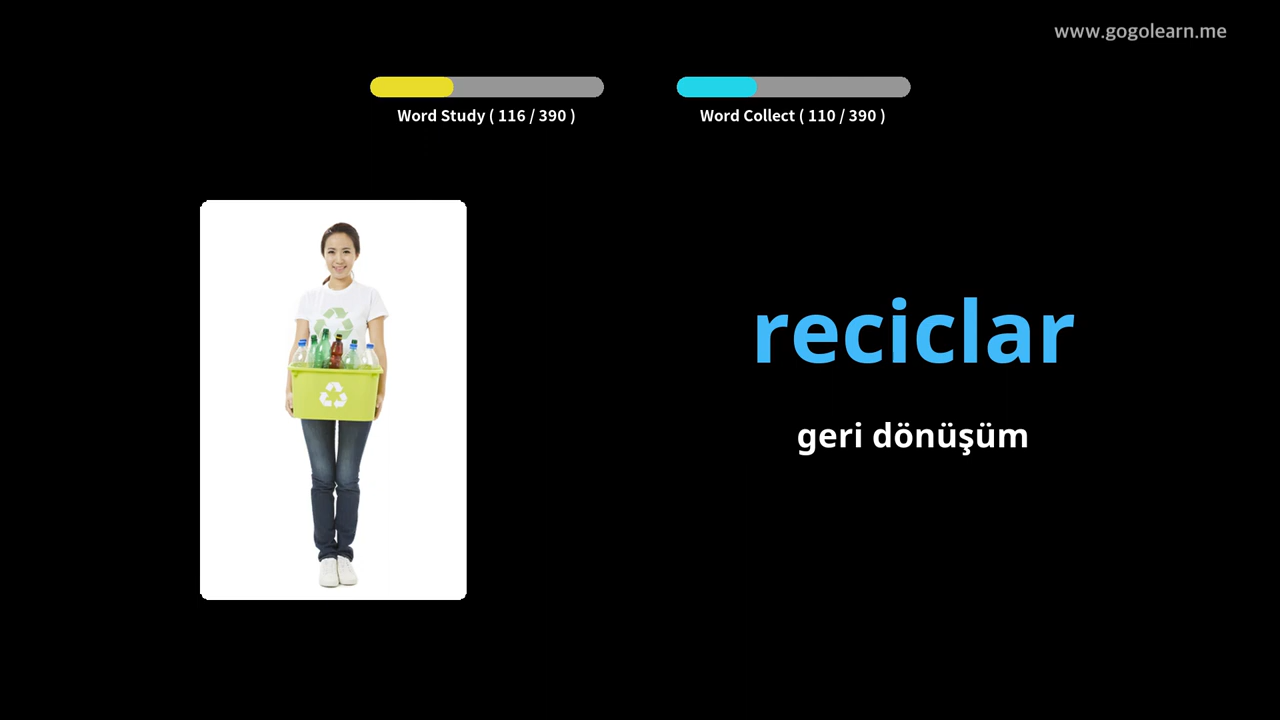 www.gogolearn.me
Word Study ( 116 / 390 )
Word Collect ( 110 / 390 )
reciclar
geri dönüşüm